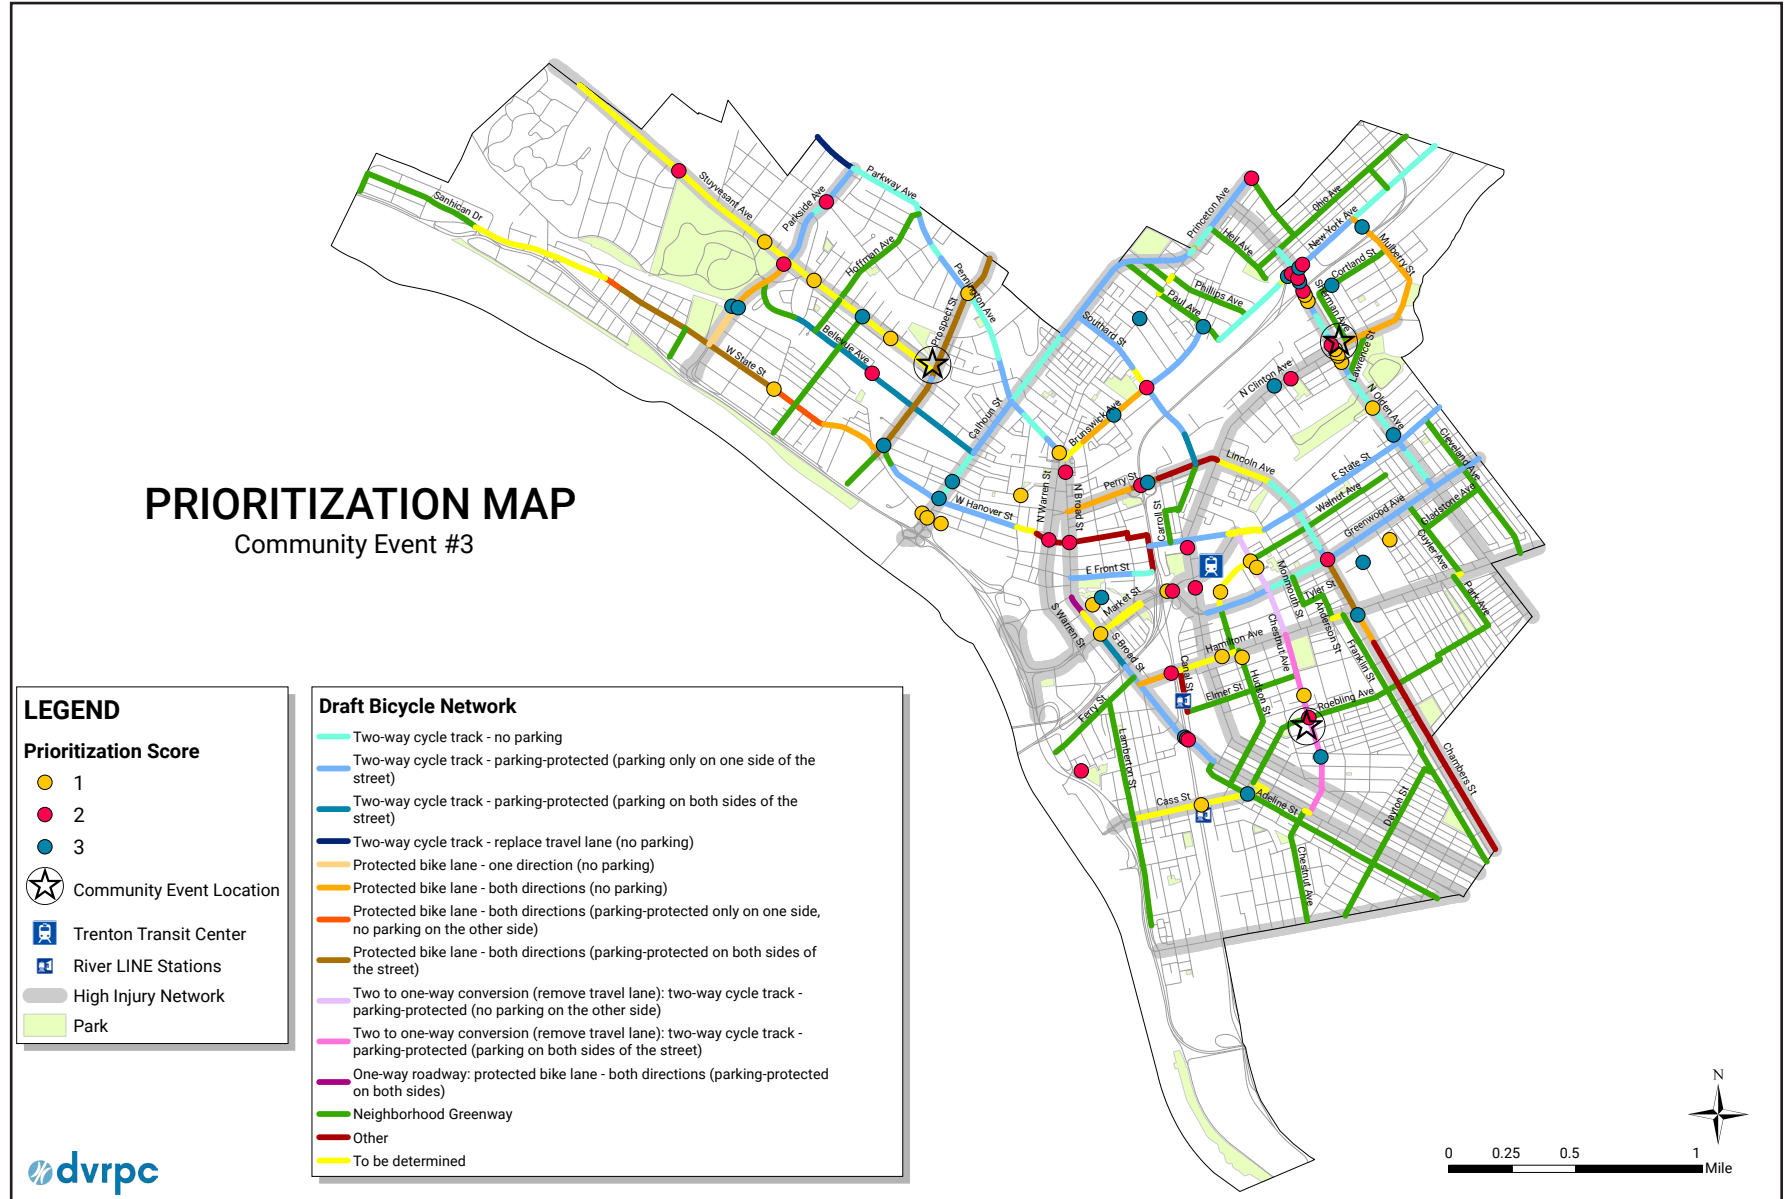 PRIORITIZATION MAP
Community Event #3
LEGEND
Prioritization Score
1
2
3
Community Event Location
Trenton Transit Center
River LINE Stations
High Injury Network
Park
Draft Bicycle Network
Two-way cycle track - no parking
Two-way cycle track - parking-protected (parking only on one side of the
street)
Two-way cycle track - parking-protected (parking on both sides of the
street)
Two-way cycle track - replace travel lane (no parking)
Protected bike lane - one direction (no parking)
Protected bike lane - both directions (no parking)
Protected bike lane - both directions (parking-protected only on one side,
no parking on the other side)
Protected bike lane - both directions (parking-protected on both sides of
the street)
Two to one-way conversion (remove travel lane): two-way cycle track -
parking-protected (no parking on the other side)
Two to one-way conversion (remove travel lane): two-way cycle track -
parking-protected (parking on both sides of the street)
One-way roadway: protected bike lane - both directions (parking-protected
on both sides)
Neighborhood Greenway
Other
To be determined
Sanhican Dr
Stuyvesant Ave
Parkside Ave
Parkway Ave
Hoffman Ave
Pennington Ave
Prospect St
Bellevue Ave
W State St
Calhoun St
W Hanover St
N Warren St
N Broad St
Brunswick Ave
Southard St
Princeton Ave
Heil Ave
Ohio Ave
New York Ave
Mulberry St
Cortland St
Sherman Ave
Phillips Ave
Paul Ave
Lawrence St
N Clinton Ave
N Olden Ave
Cleveland Ave
Lincoln Ave
E State St
Walnut Ave
Greenwood Ave
Gladstone Ave
Cuyler Ave
Park Ave
Perry St
Carroll St
E Front St
Market St
S Warren St
S Broad St
Monmouth St
Tyler St
Anderson St
Chestnut Ave
Franklin St
Hamilton Ave
Hudson St
Canal St
Elmer St
Roebling Ave
Ferry St
Lamberton St
Cass St
Adeline St
Chestnut Ave
Dayton St
Chambers St
N
0 0.25 0.5 1
Mile
dvrpc